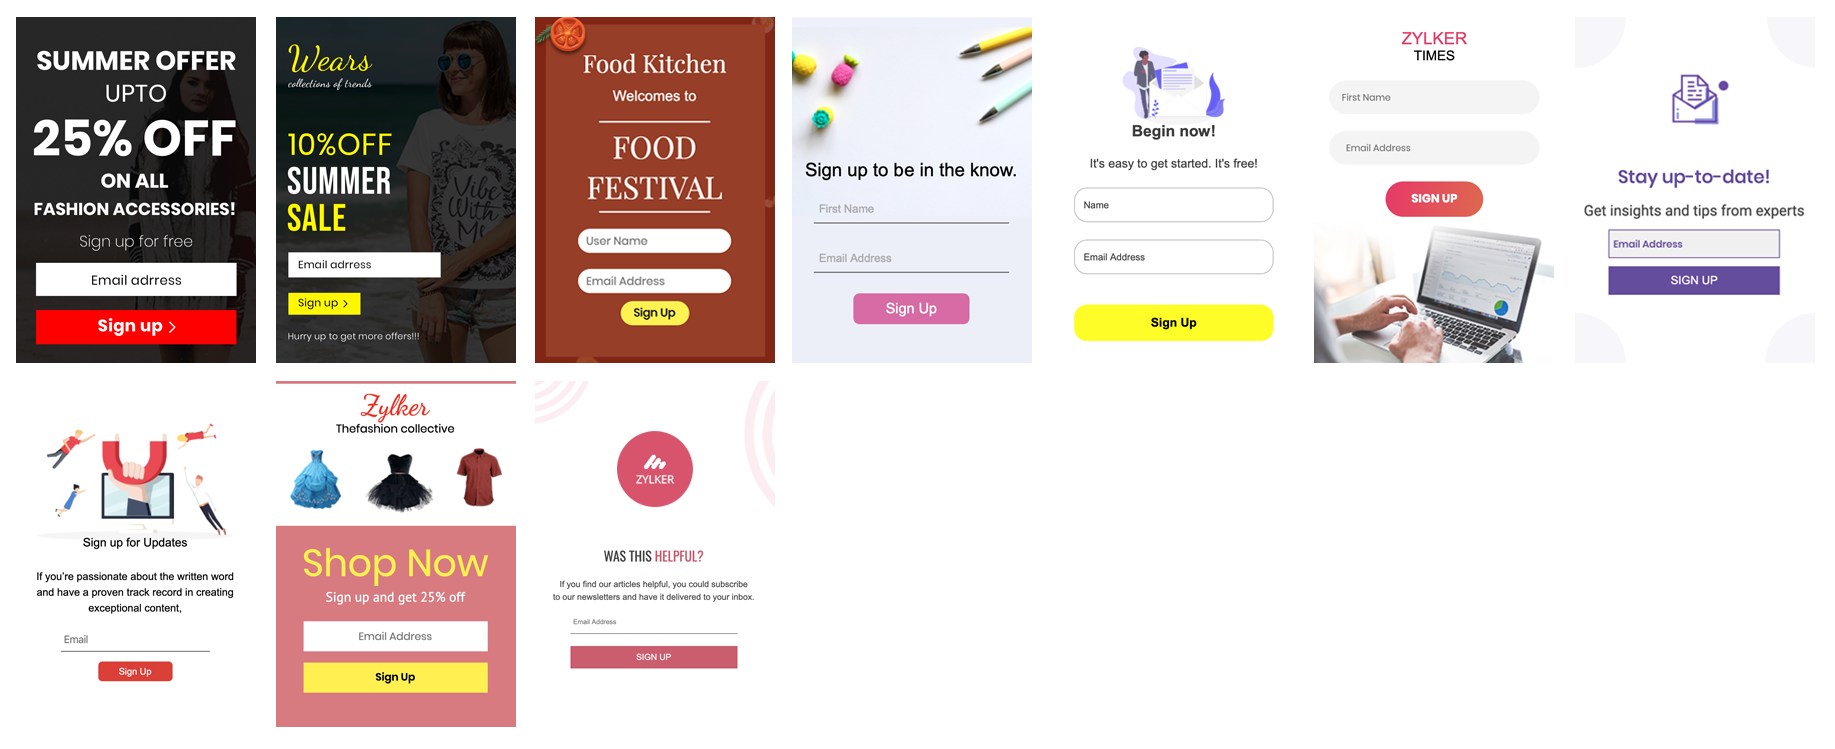 SUMMER OFFER
UPTO
25% OFF
ON ALL
FASHION ACCESSORIES!
Sign up for free
Email adrress
Sign up >
Wears
collections of trends
10%OFF
SUMMER
SALE
Email adrress
Sign up >
Hurry up to get more offers!!!
Vibe
With
Me
Food Kitchen
Welcomes to
FOOD
FESTIVAL
User Name
Email Address
Sign Up
Sign up to be in the know.
First Name
Email Address
Sign Up
Begin now!
It's easy to get started. It's free!
Name
Email Address
Sign Up
ZYLKER
TIMES
First Name
Email Address
SIGN UP
Stay up-to-date!
Get insights and tips from experts
Email Address
SIGN UP
Sign up for Updates
If you're passionate about the written word
and have a proven track record in creating
exceptional content,
Email
Sign Up
Zylker
Thefashion collective
Shop Now
Sign up and get 25% off
Email Address
Sign Up
ZYLKER
WAS THIS HELPFUL?
If you find our articles helpful, you could subscribe
to our newsletters and have it delivered to your inbox.
Email Address
SIGN UP